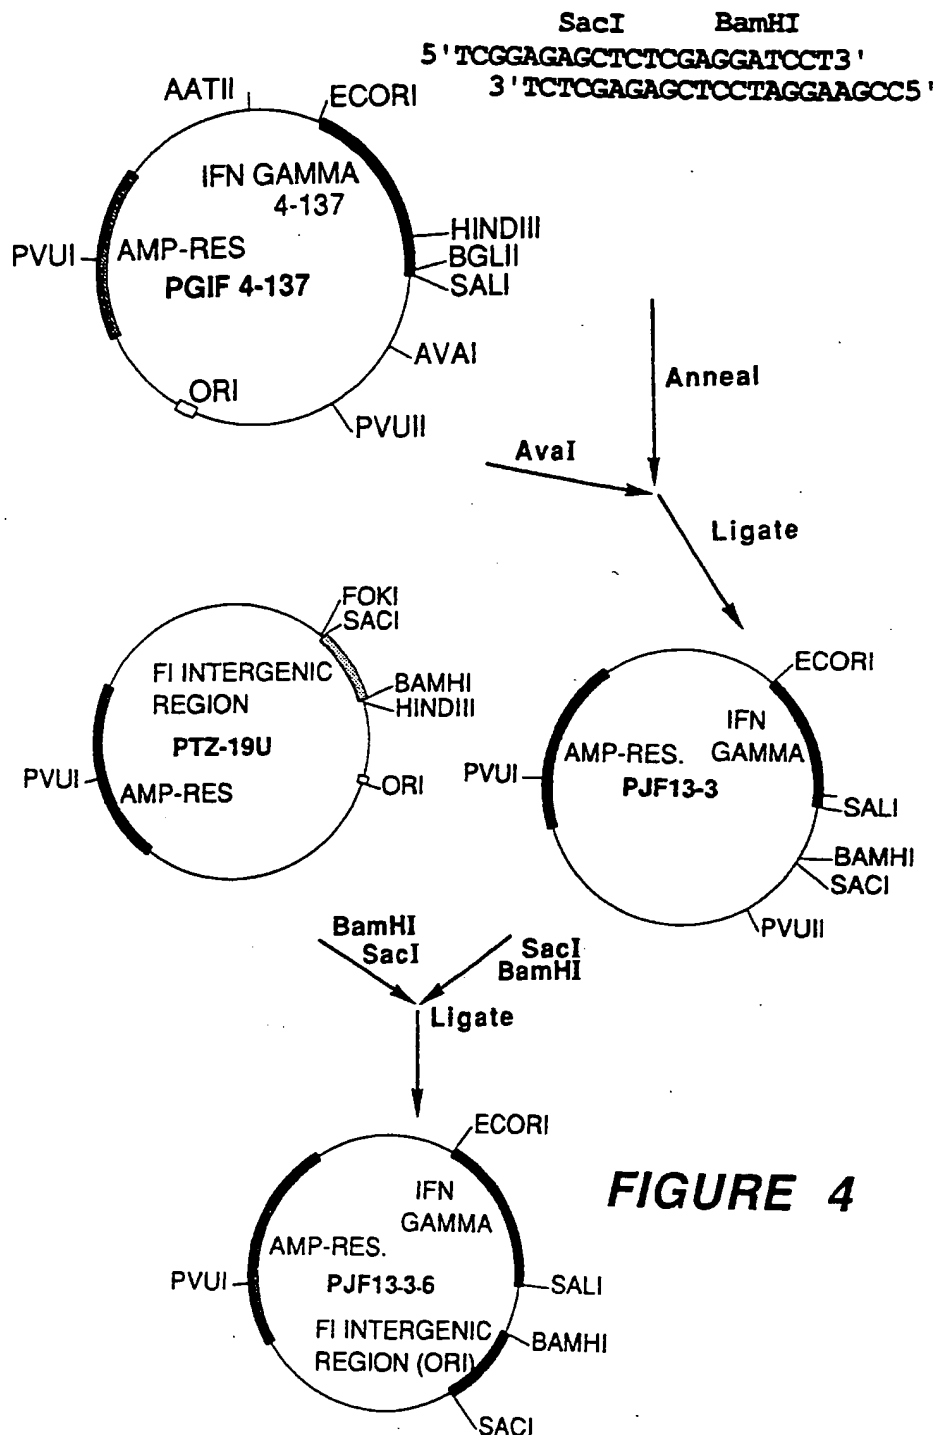 SacI BamHI
5'TCGGAGAGCTCTCGAGGATCCT3'
3'TCTCGAGAGCTCCTAGGAAGCC5'
AATII
ECORI
IFN GAMMA
4-137
HINDIII
BGLII
SALI
PVUI
AMP-RES
PGIF 4-137
AVAI
ORI
PVUII
Anneal
AvaI
Ligate
FOKI
SACI
FI INTERGENIC
REGION
BAMHI
HINDIII
PTZ-19U
PVUI
AMP-RES
ORI
ECORI
IFN
GAMMA
AMP-RES.
PVUI
PJF13-3
SALI
BAMHI
SACI
PVUII
BamHI
SacI
SacI
BamHI
Ligate
ECORI
IFN
GAMMA
FIGURE 4
AMP-RES.
PVUI
PJF13-3-6
SALI
FI INTERGENIC
REGION (ORI)
BAMHI
SACI